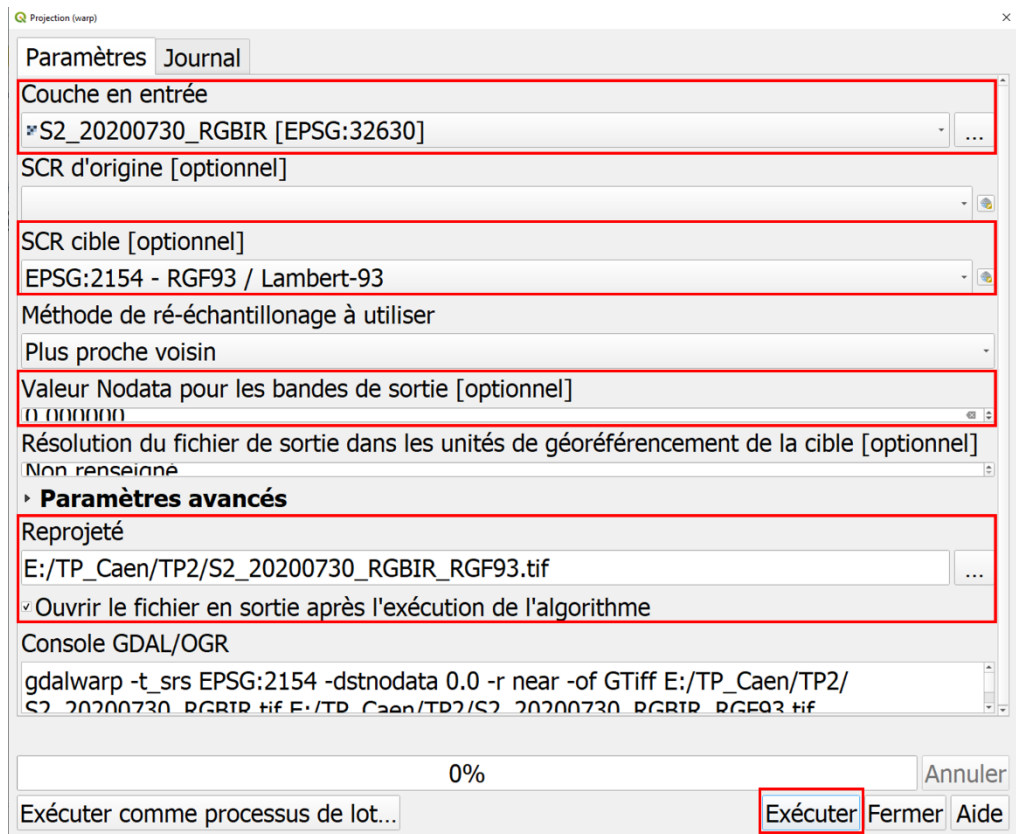 Projection (warp)
Paramètres Journal
Couche en entrée
S2_20200730_RGBIR [EPSG:32630]
...
SCR d'origine [optionnel]
SCR cible [optionnel]
EPSG:2154 - RGF93 / Lambert-93
Méthode de ré-échantillonage à utiliser
Plus proche voisin
Valeur Nodata pour les bandes de sortie [optionnel]
0,000000
Résolution du fichier de sortie dans les unités de géoréférencement de la cible [optionnel]
Non renseigné
Paramètres avancés
Reprojeté
E:/TP_Caen/TP2/S2_20200730_RGBIR_RGF93.tif
...
Ouvrir le fichier en sortie après l'exécution de l'algorithme
Console GDAL/OGR
gdalwarp -t_srs EPSG:2154 -dstnodata 0.0 -r near -of GTiff E:/TP_Caen/TP2/
S2_20200730_RGBIR.tif E:/TP_Caen/TP2/S2_20200730_RGBIR_RGF93.tif
0% Annuler
Exécuter comme processus de lot... Exécuter Fermer Aide